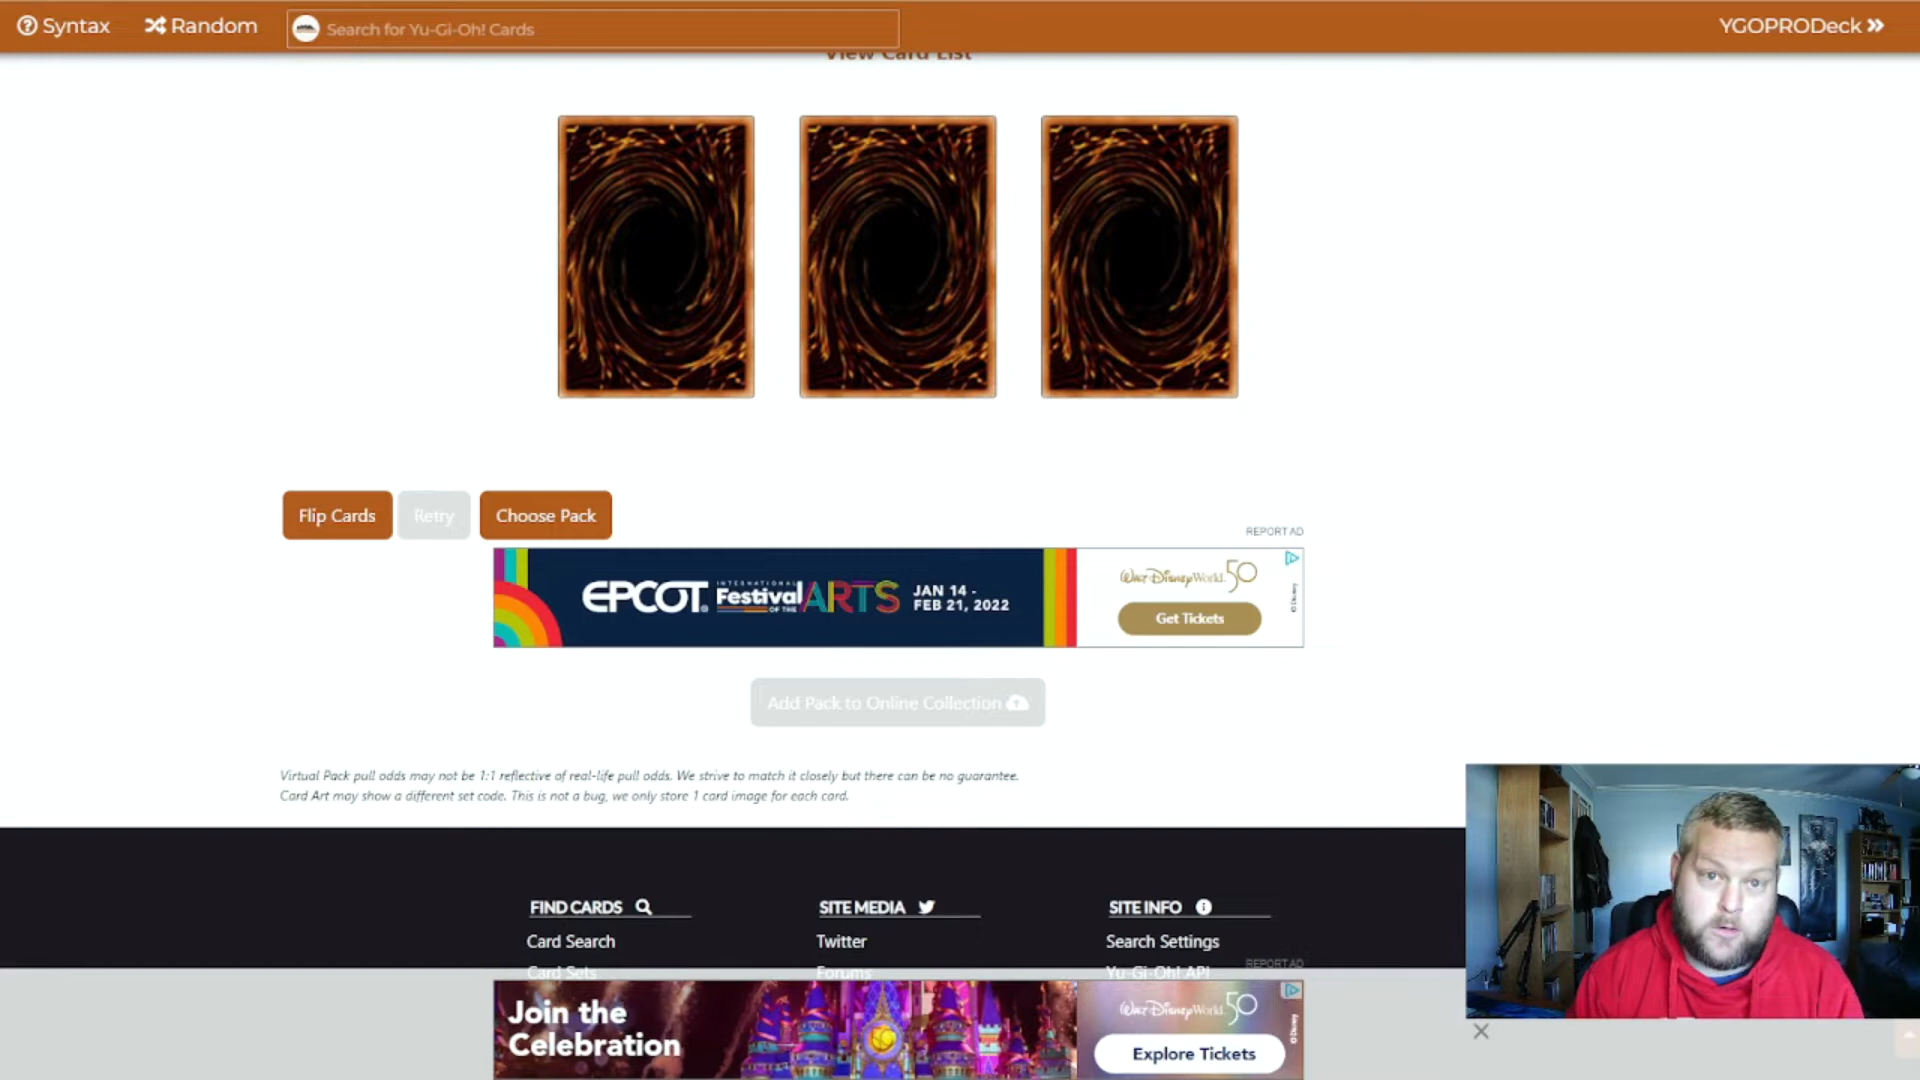 Syntax
Random
Search for Yu-Gi-Oh! Cards
YGOPRODeck
View Card List
Flip Cards
Retry
Choose Pack
REPORT AD
EPCOT INTERNATIONAL Festival OF THE ARTS
JAN 14 -
FEB 21, 2022
Walt Disney World 50
Get Tickets
© Disney
Add Pack to Online Collection
Virtual Pack pull odds may not be 1:1 reflective of real-life pull odds. We strive to match it closely but there can be no guarantee.
Card Art may show a different set code. This is not a bug, we only store 1 card image for each card.
FIND CARDS
Card Search
Card Sets
SITE MEDIA
Twitter
Forums
SITE INFO
Search Settings
Yu-Gi-Oh! API
REPORT AD
Join the
Celebration
Walt Disney World 50
Explore Tickets
© Disney